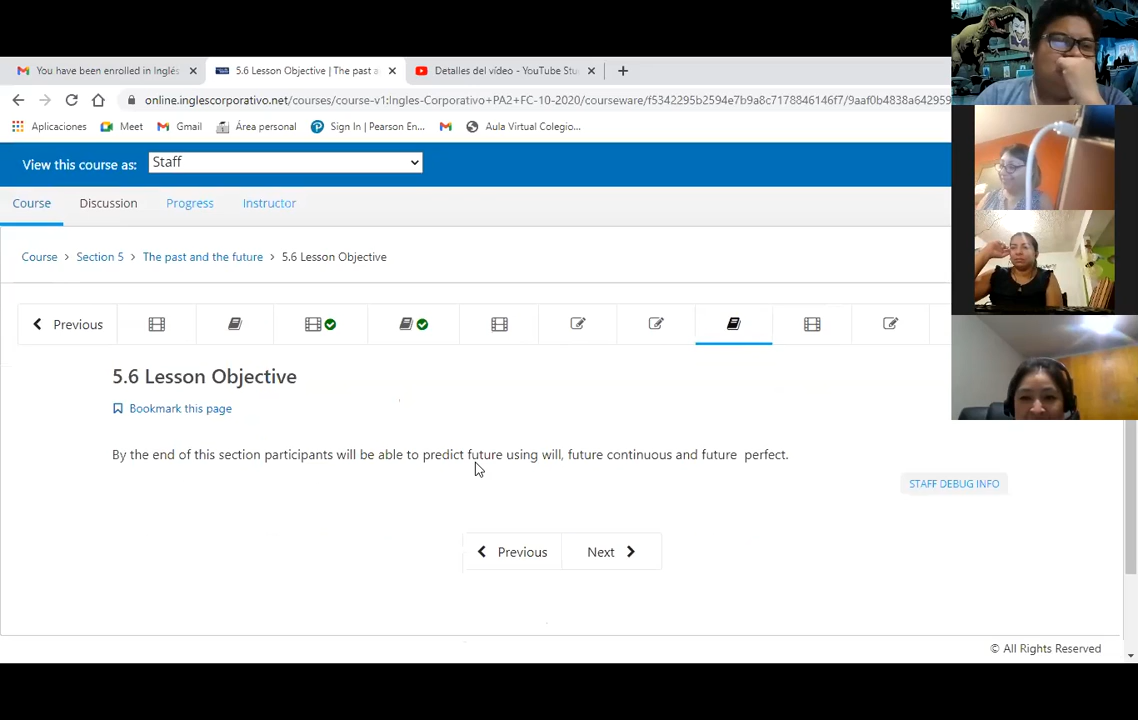 You have been enrolled in Inglés
5.6 Lesson Objective | The past a
Detalles del vídeo - YouTube Stu
online.inglescorporativo.net/courses/course-v1:Ingles-Corporativo+PA2+FC-10-2020/courseware/f5342295b2594e7b9a8c7178846146f7/9aaf0b4838a642959
Aplicaciones
Meet
Gmail
Área personal
Sign In | Pearson En...
Aula Virtual Colegio...
View this course as:
Staff
Course
Discussion
Progress
Instructor
Course > Section 5 > The past and the future > 5.6 Lesson Objective
Previous
5.6 Lesson Objective
Bookmark this page
By the end of this section participants will be able to predict future using will, future continuous and future perfect.
STAFF DEBUG INFO
Previous
Next
© All Rights Reserved